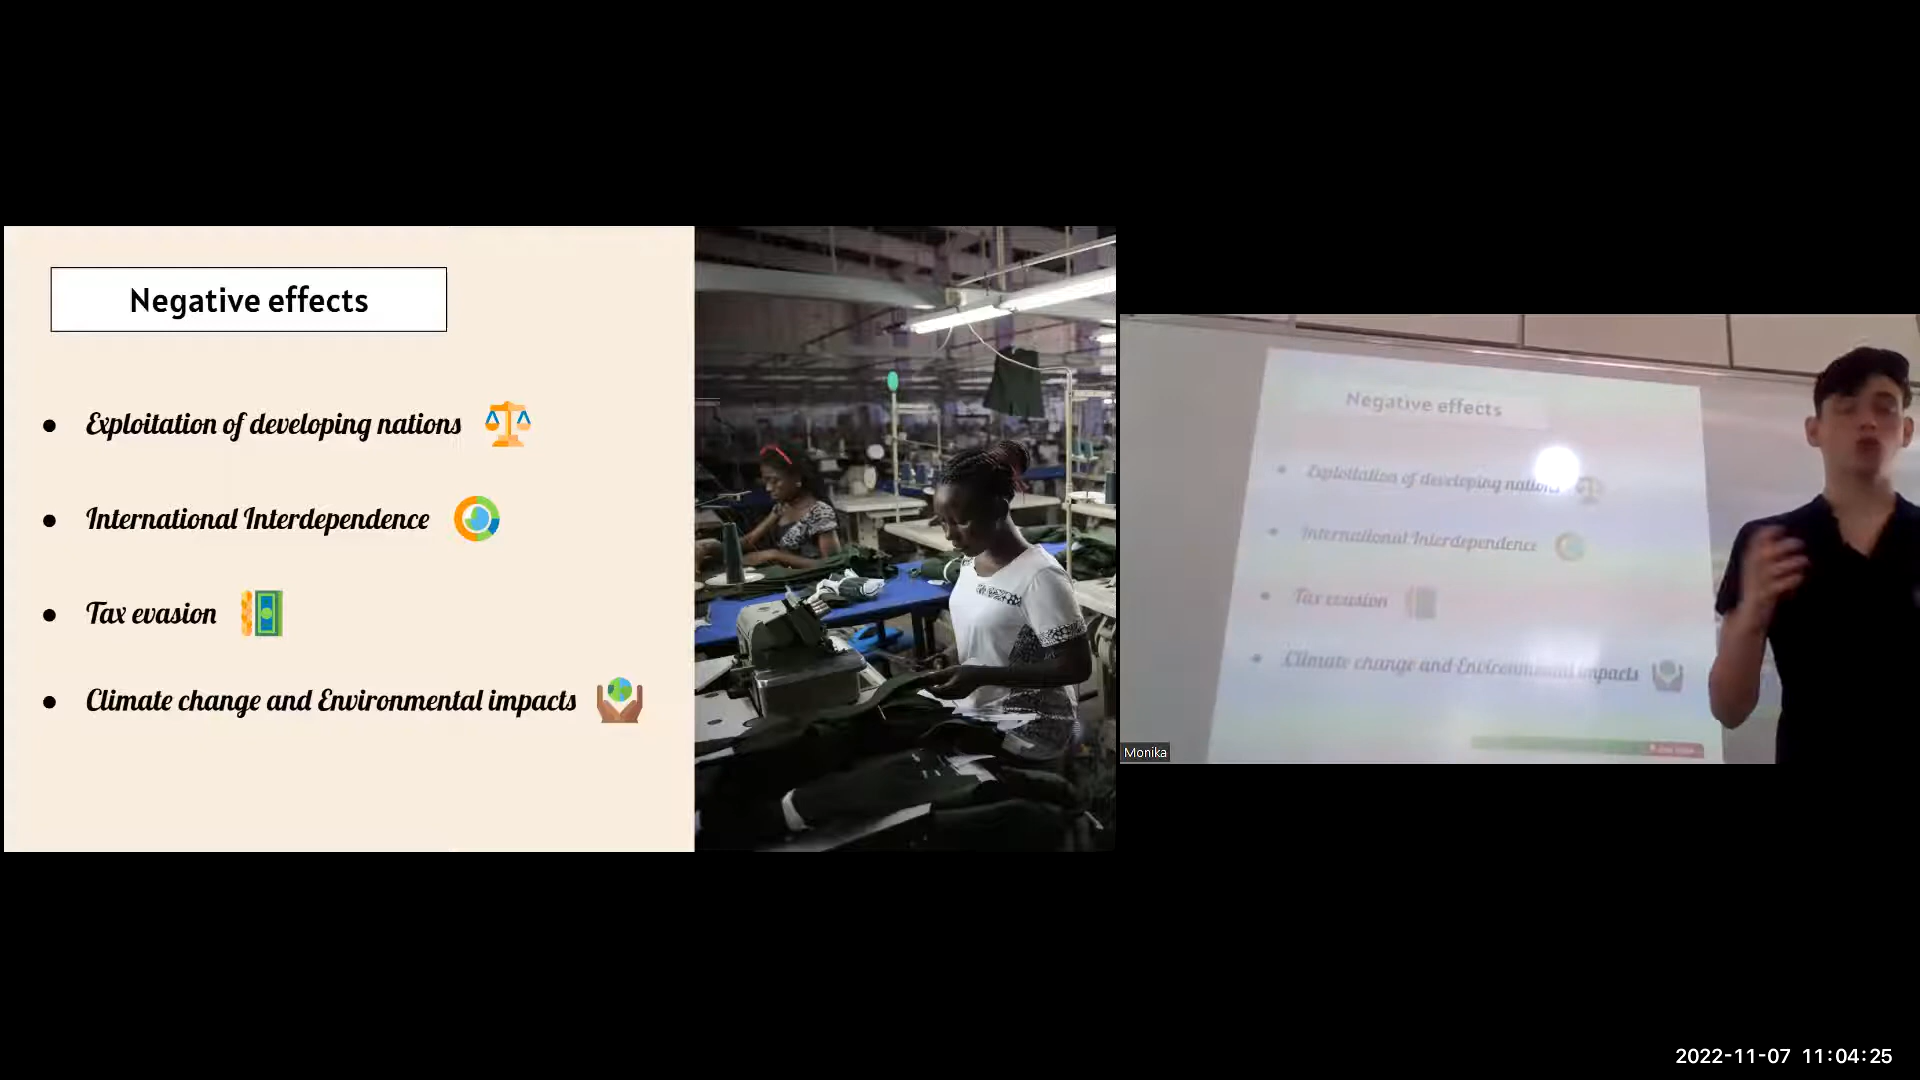 Negative effects
Exploitation of developing nations
International Interdependence
Tax evasion
Climate change and Environmental impacts
Negative effects
Exploitation of developing nations
International Interdependence
Tax evasion
Climate change and Environmental impacts
Monika
2022-11-07 11:04:25